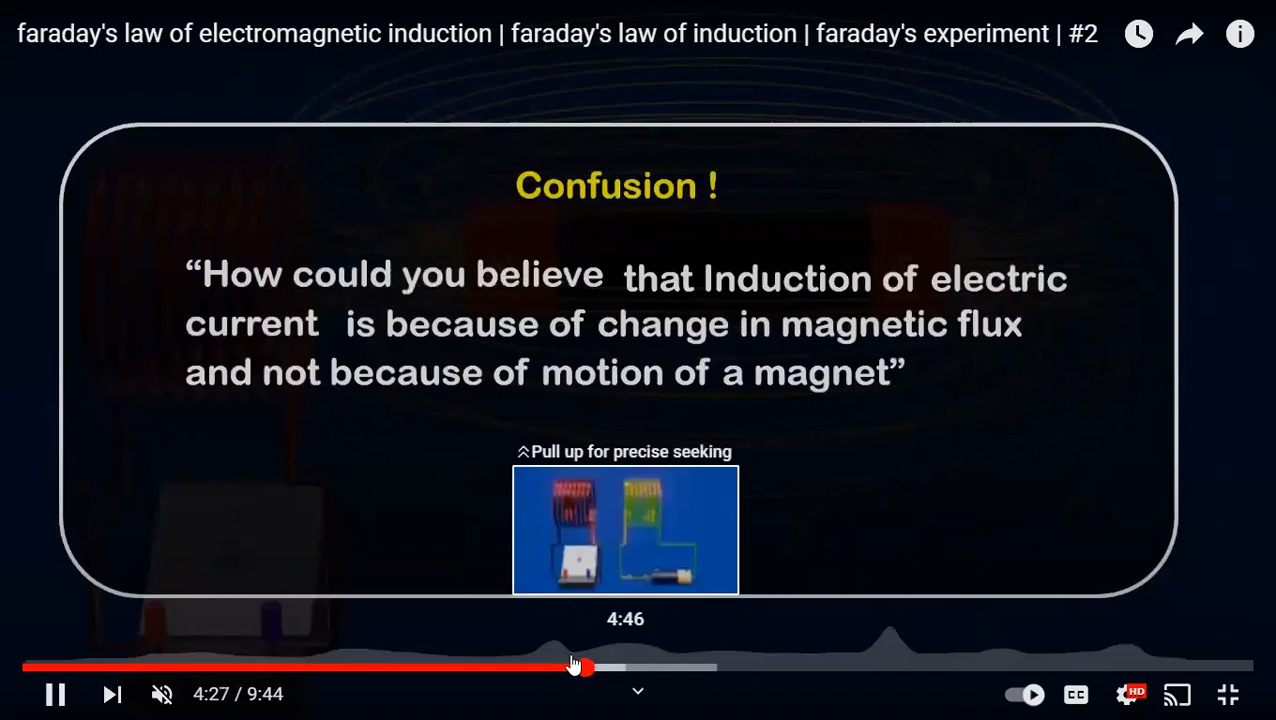 faraday's law of electromagnetic induction | faraday's law of induction | faraday's experiment | #2
Confusion !
“How could you believe that Induction of electric
current is because of change in magnetic flux
and not because of motion of a magnet”
Pull up for precise seeking
4:46
4:27 / 9:44
CC
HD